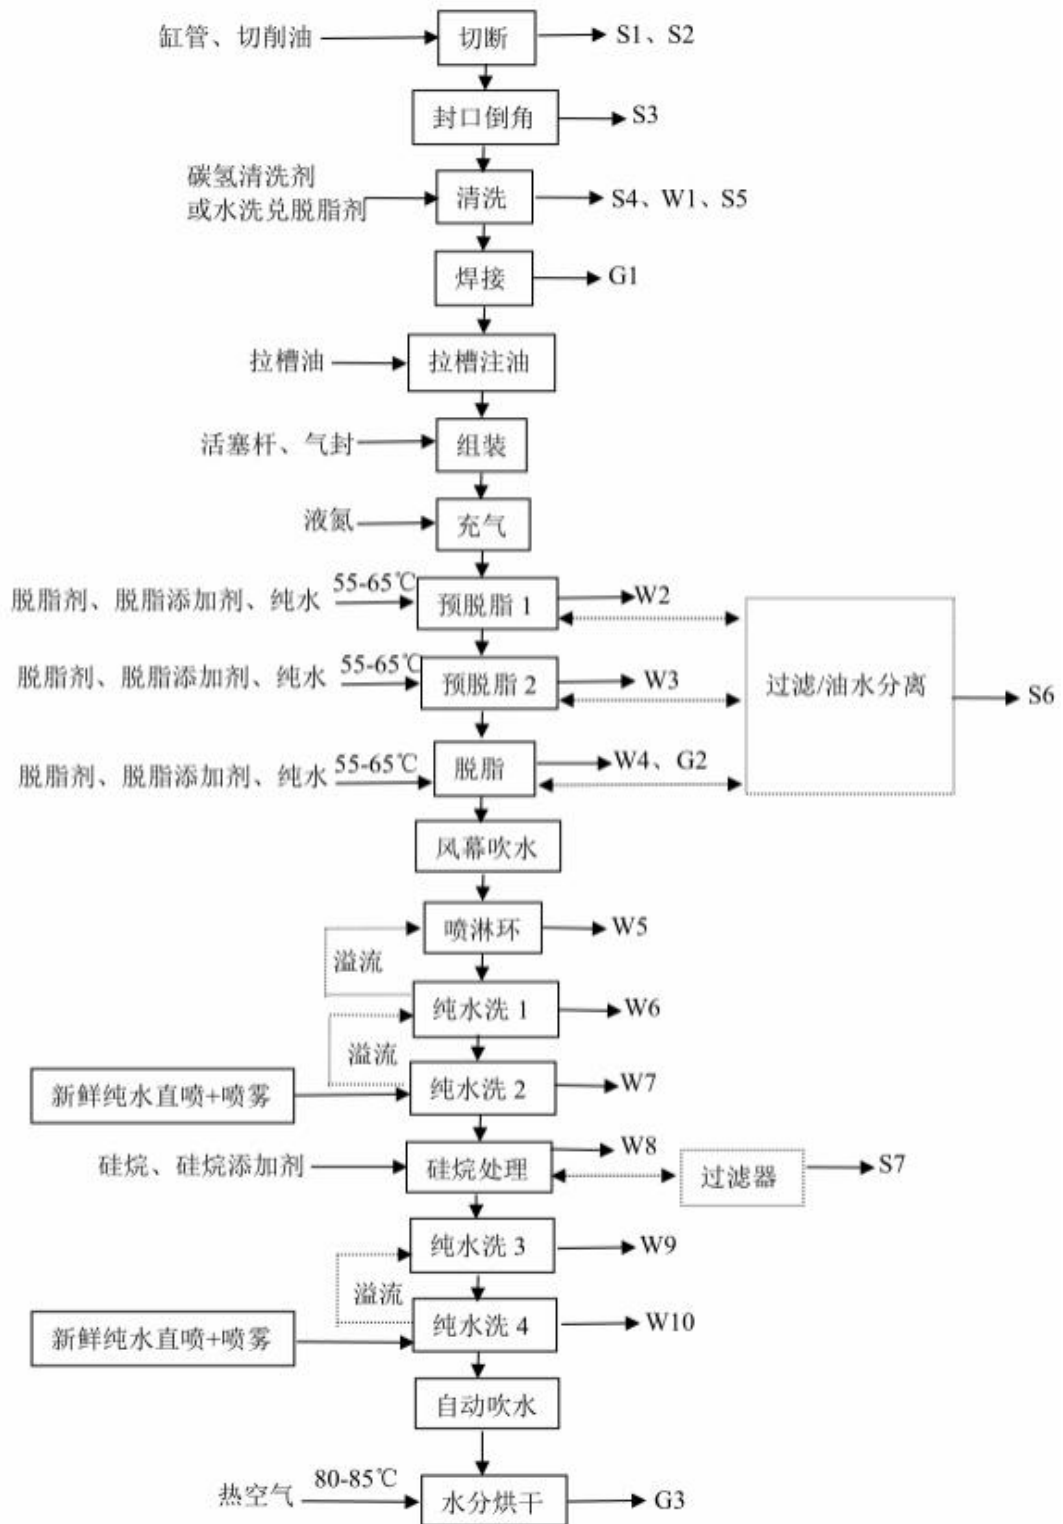 缸管、切削油
切断
S1、S2
封口倒角
S3
碳氢清洗剂
或水洗兑脱脂剂
清洗
S4、W1、S5
焊接
G1
拉槽油
拉槽注油
活塞杆、气封
组装
液氮
充气
脱脂剂、脱脂添加剂、纯水
55-65℃
预脱脂 1
W2
脱脂剂、脱脂添加剂、纯水
55-65℃
预脱脂 2
W3
过滤/油水分离
S6
脱脂剂、脱脂添加剂、纯水
55-65℃
脱脂
W4、G2
风幕吹水
喷淋环
W5
溢流
纯水洗 1
W6
溢流
新鲜纯水直喷+喷雾
纯水洗 2
W7
硅烷、硅烷添加剂
硅烷处理
W8
过滤器
S7
纯水洗 3
W9
溢流
新鲜纯水直喷+喷雾
纯水洗 4
W10
自动吹水
热空气
80-85℃
水分烘干
G3